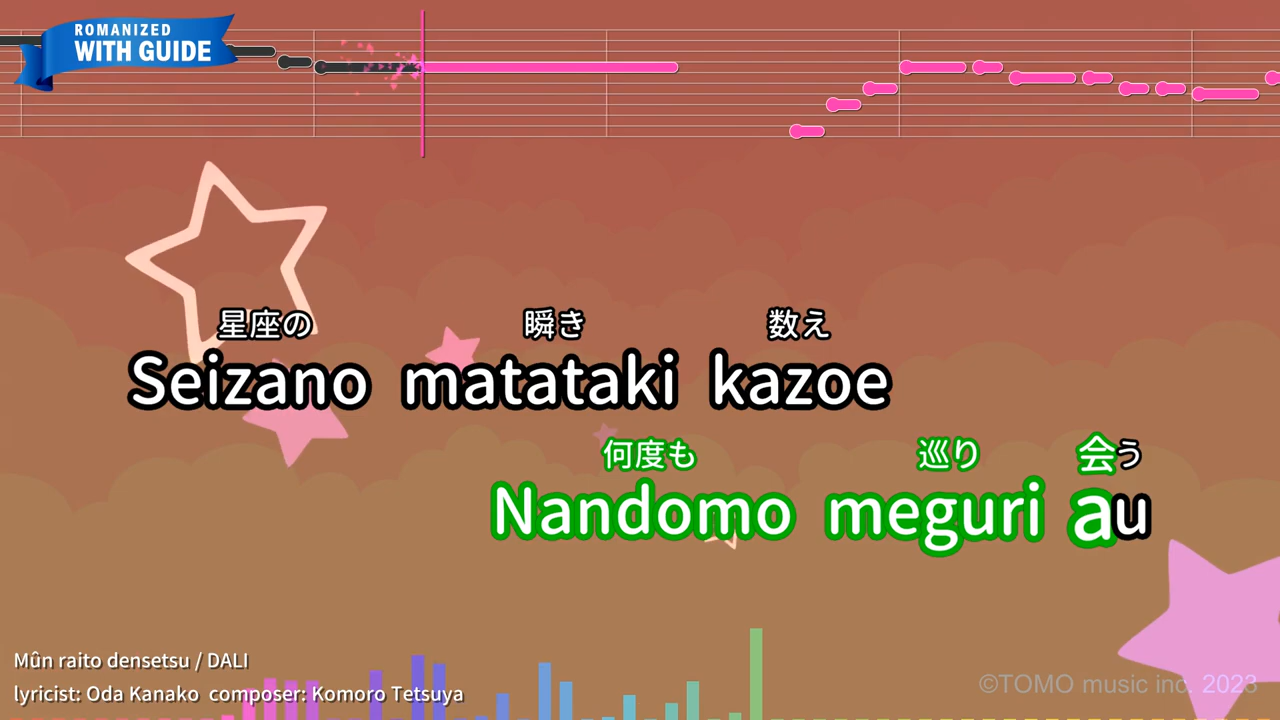 ROMANIZED
WITH GUIDE
星座の 瞬き 数え
Seizano matataki kazoe
何度も 巡り 会う
Nandomo meguri au
Mûn raito densetsu / DALI
lyricist: Oda Kanako composer: Komoro Tetsuya
©TOMO music inc. 2023